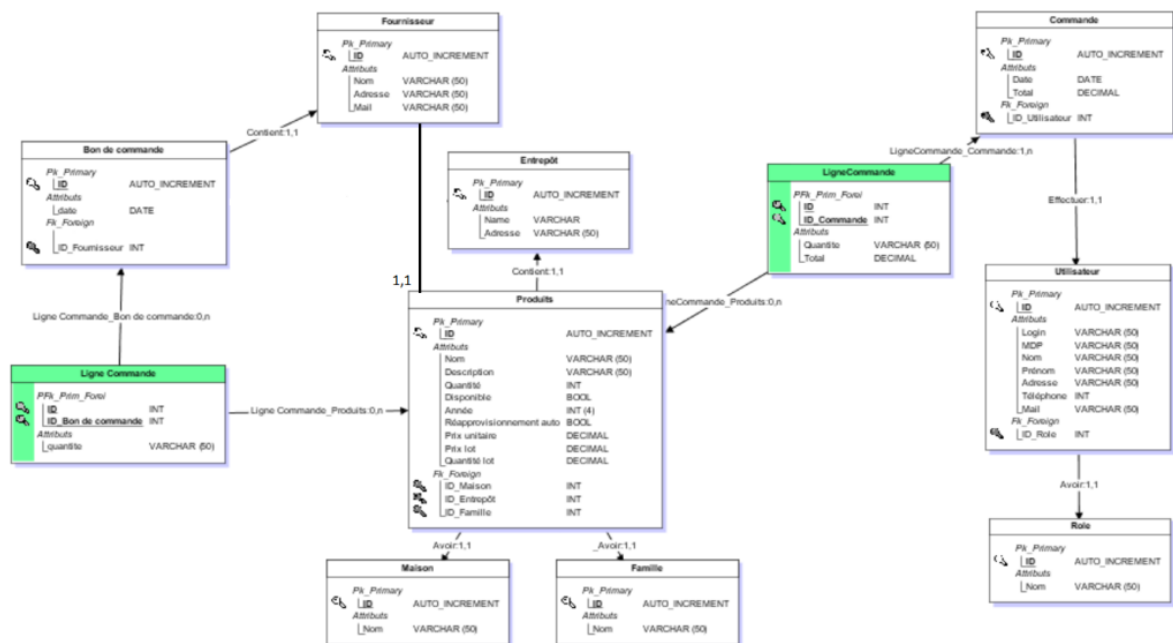 Fournisseur
Pk_Primary
ID AUTO_INCREMENT
Attributs
Nom VARCHAR (50)
Adresse VARCHAR (50)
Mail VARCHAR (50)
Commande
Pk_Primary
ID AUTO_INCREMENT
Attributs
Date DATE
Total DECIMAL
Fk_Foreign
ID_Utilisateur INT
Contient:1,1
LigneCommande_Commande:1,n
Bon de commande
Pk_Primary
ID AUTO_INCREMENT
Attributs
date DATE
Fk_Foreign
ID_Fournisseur INT
Entrepôt
Pk_Primary
ID AUTO_INCREMENT
Attributs
Name VARCHAR
Adresse VARCHAR (50)
LigneCommande
PFk_Prim_Forei
ID INT
ID_Commande INT
Attributs
Quantite VARCHAR (50)
Total DECIMAL
Effectuer:1,1
Contient:1,1
1,1
neCommande_Produits:0,n
Ligne Commande_Bon de commande:0,n
Produits
Pk_Primary
ID AUTO_INCREMENT
Attributs
Nom VARCHAR (50)
Description VARCHAR (50)
Quantité INT
Disponible BOOL
Année INT (4)
Réapprovisionnement auto BOOL
Prix unitaire DECIMAL
Prix lot DECIMAL
Quantité lot DECIMAL
Fk_Foreign
ID_Maison INT
ID_Entrepôt INT
ID_Famille INT
Utilisateur
Pk_Primary
ID AUTO_INCREMENT
Attributs
Login VARCHAR (50)
MDP VARCHAR (50)
Nom VARCHAR (50)
Prénom VARCHAR (50)
Adresse VARCHAR (50)
Téléphone INT
Mail VARCHAR (50)
Fk_Foreign
ID_Role INT
Ligne Commande
PFk_Prim_Forei
ID INT
ID_Bon de commande INT
Attributs
quantite VARCHAR (50)
Ligne Commande_Produits:0,n
Avoir:1,1
Avoir:1,1
_Avoir:1,1
Role
Pk_Primary
ID AUTO_INCREMENT
Attributs
Nom VARCHAR (50)
Maison
Pk_Primary
ID AUTO_INCREMENT
Attributs
Nom VARCHAR (50)
Famille
Pk_Primary
ID AUTO_INCREMENT
Attributs
Nom VARCHAR (50)